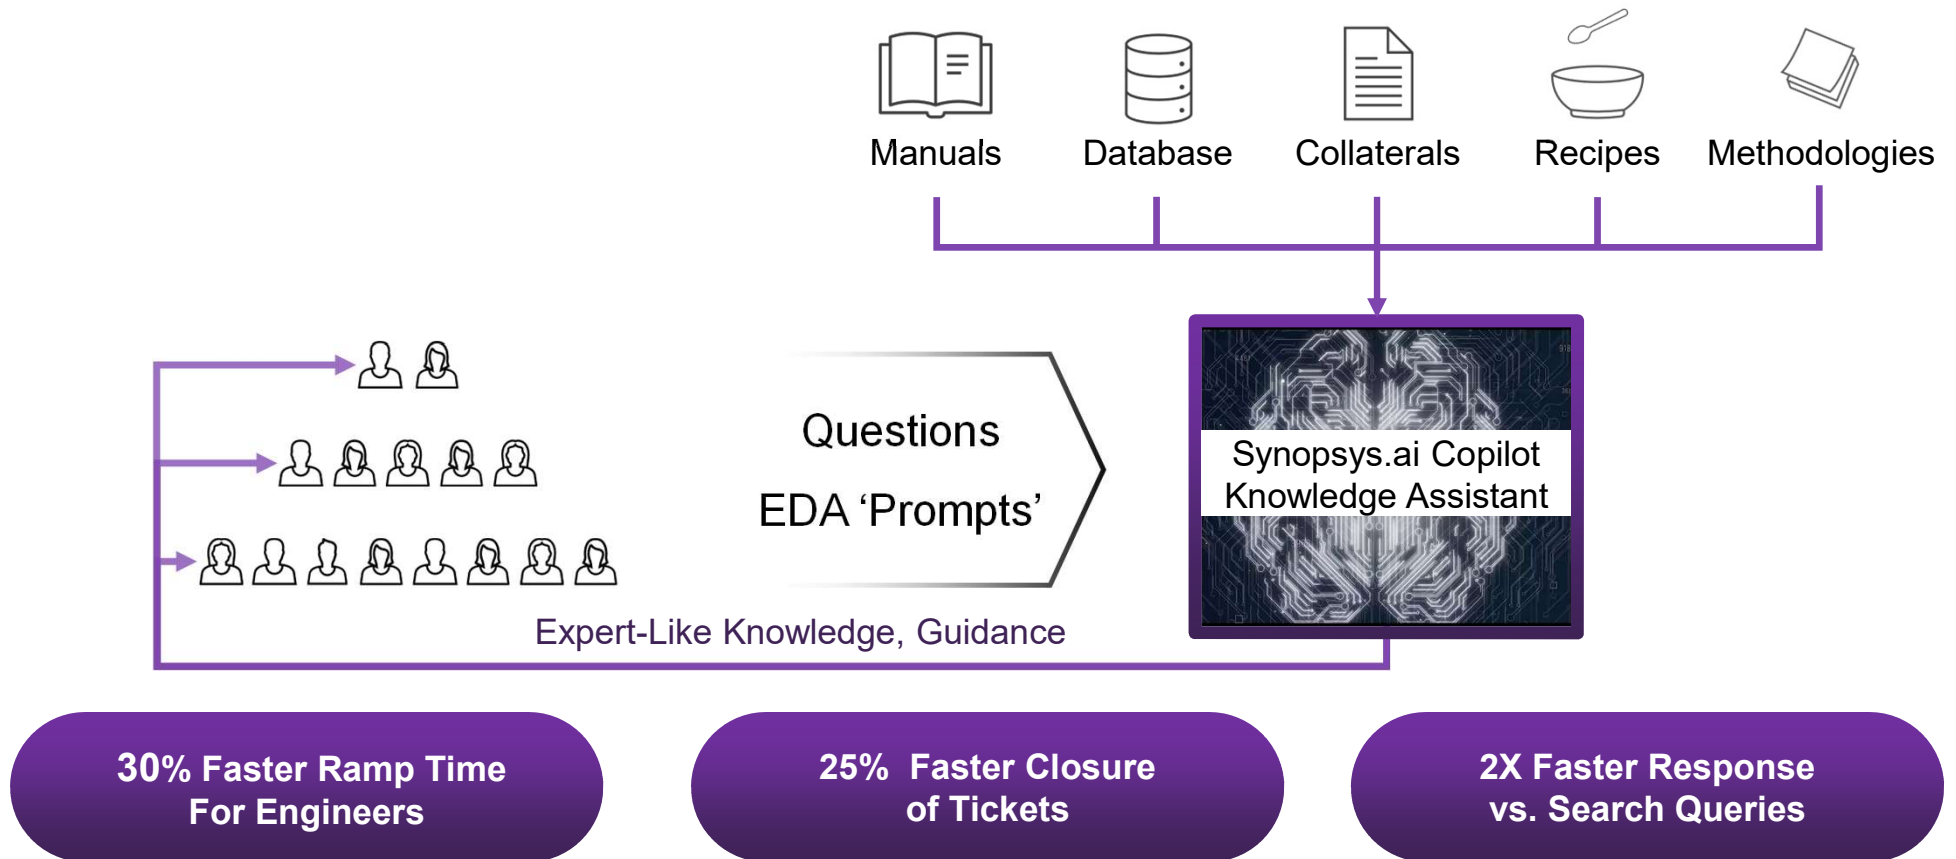 Manuals
Database
Collaterals
Recipes
Methodologies
Questions
EDA ‘Prompts’
Synopsys.ai Copilot
Knowledge Assistant
Expert-Like Knowledge, Guidance
30% Faster Ramp Time
For Engineers
25%  Faster Closure
of Tickets
2X Faster Response
vs. Search Queries